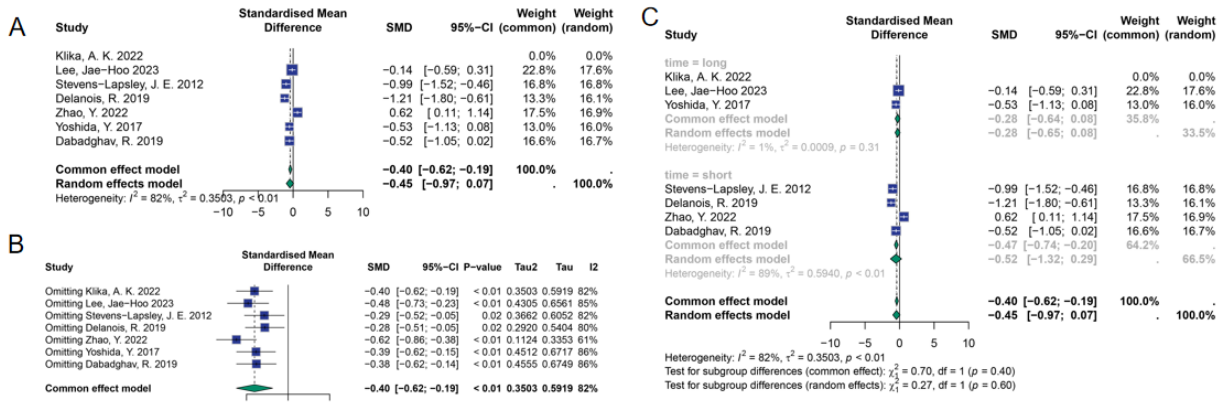 A
Standardised Mean Weight Weight
Study Difference SMD 95%−CI (common) (random)
Klika, A. K. 2022 0.0% 0.0%
Lee, Jae−Hoo 2023 −0.14 [−0.59; 0.31] 22.8% 17.6%
Stevens−Lapsley, J. E. 2012 −0.99 [−1.52; −0.46] 16.8% 16.8%
Delanois, R. 2019 −1.21 [−1.80; −0.61] 13.3% 16.1%
Zhao, Y. 2022 0.62 [ 0.11; 1.14] 17.5% 16.9%
Yoshida, Y. 2017 −0.53 [−1.13; 0.08] 13.0% 16.0%
Dabadghav, R. 2019 −0.52 [−1.05; 0.02] 16.6% 16.7%
Common effect model −0.40 [−0.62; −0.19] 100.0% .
Random effects model −0.45 [−0.97; 0.07] . 100.0%
Heterogeneity: I² = 82%, τ² = 0.3503, p < 0.01
−10 −5 0 5 10
B
Standardised Mean
Study Difference SMD 95%−CI P−value Tau2 Tau I2
Omitting Klika, A. K. 2022 −0.40 [−0.62; −0.19] < 0.01 0.3503 0.5919 82%
Omitting Lee, Jae−Hoo 2023 −0.48 [−0.73; −0.23] < 0.01 0.4305 0.6561 85%
Omitting Stevens−Lapsley, J. E. 2012 −0.29 [−0.52; −0.05] 0.02 0.3662 0.6052 82%
Omitting Delanois, R. 2019 −0.28 [−0.51; −0.05] 0.02 0.2920 0.5404 80%
Omitting Zhao, Y. 2022 −0.62 [−0.86; −0.38] < 0.01 0.1124 0.3353 61%
Omitting Yoshida, Y. 2017 −0.39 [−0.62; −0.15] < 0.01 0.4512 0.6717 86%
Omitting Dabadghav, R. 2019 −0.38 [−0.62; −0.14] < 0.01 0.4555 0.6749 86%
Common effect model −0.40 [−0.62; −0.19] < 0.01 0.3503 0.5919 82%
C
Standardised Mean Weight Weight
Study Difference SMD 95%−CI (common) (random)
time = long
Klika, A. K. 2022 0.0% 0.0%
Lee, Jae−Hoo 2023 −0.14 [−0.59; 0.31] 22.8% 17.6%
Yoshida, Y. 2017 −0.53 [−1.13; 0.08] 13.0% 16.0%
Common effect model −0.28 [−0.64; 0.08] 35.8% .
Random effects model −0.28 [−0.65; 0.08] . 33.5%
Heterogeneity: I² = 1%, τ² = 0.0009, p = 0.31
time = short
Stevens−Lapsley, J. E. 2012 −0.99 [−1.52; −0.46] 16.8% 16.8%
Delanois, R. 2019 −1.21 [−1.80; −0.61] 13.3% 16.1%
Zhao, Y. 2022 0.62 [ 0.11; 1.14] 17.5% 16.9%
Dabadghav, R. 2019 −0.52 [−1.05; 0.02] 16.6% 16.7%
Common effect model −0.47 [−0.74; −0.20] 64.2% .
Random effects model −0.52 [−1.32; 0.29] . 66.5%
Heterogeneity: I² = 89%, τ² = 0.5940, p < 0.01
Common effect model −0.40 [−0.62; −0.19] 100.0% .
Random effects model −0.45 [−0.97; 0.07] . 100.0%
−10 −5 0 5 10
Heterogeneity: I² = 82%, τ² = 0.3503, p < 0.01
Test for subgroup differences (common effect): χ²₁ = 0.70, df = 1 (p = 0.40)
Test for subgroup differences (random effects): χ²₁ = 0.27, df = 1 (p = 0.60)